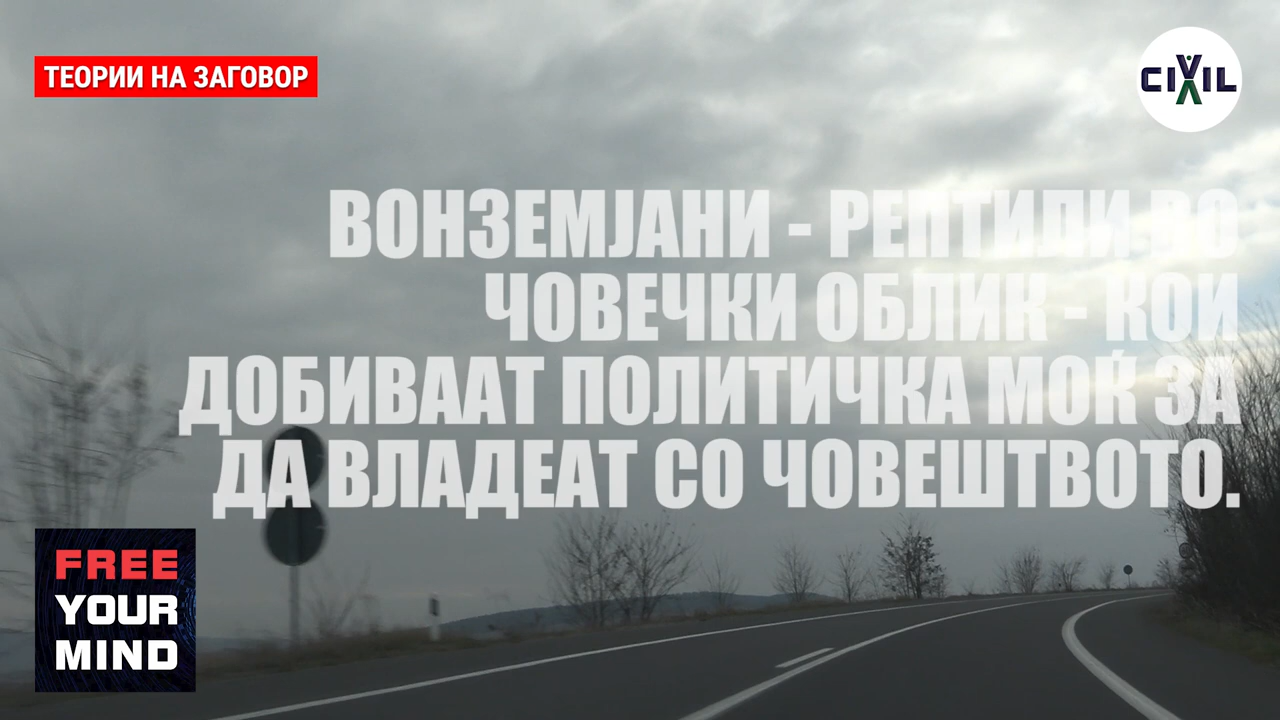 ТЕОРИИ НА ЗАГОВОР
CIVIL
ВОНЗЕМЈАНИ - РЕПТИЛИ ВО
ЧОВЕЧКИ ОБЛИК - КОИ
ДОБИВААТ ПОЛИТИЧКА МОЌ ЗА
ДА ВЛАДЕАТ СО ЧОВЕШТВОТО.
FREE
YOUR
MIND